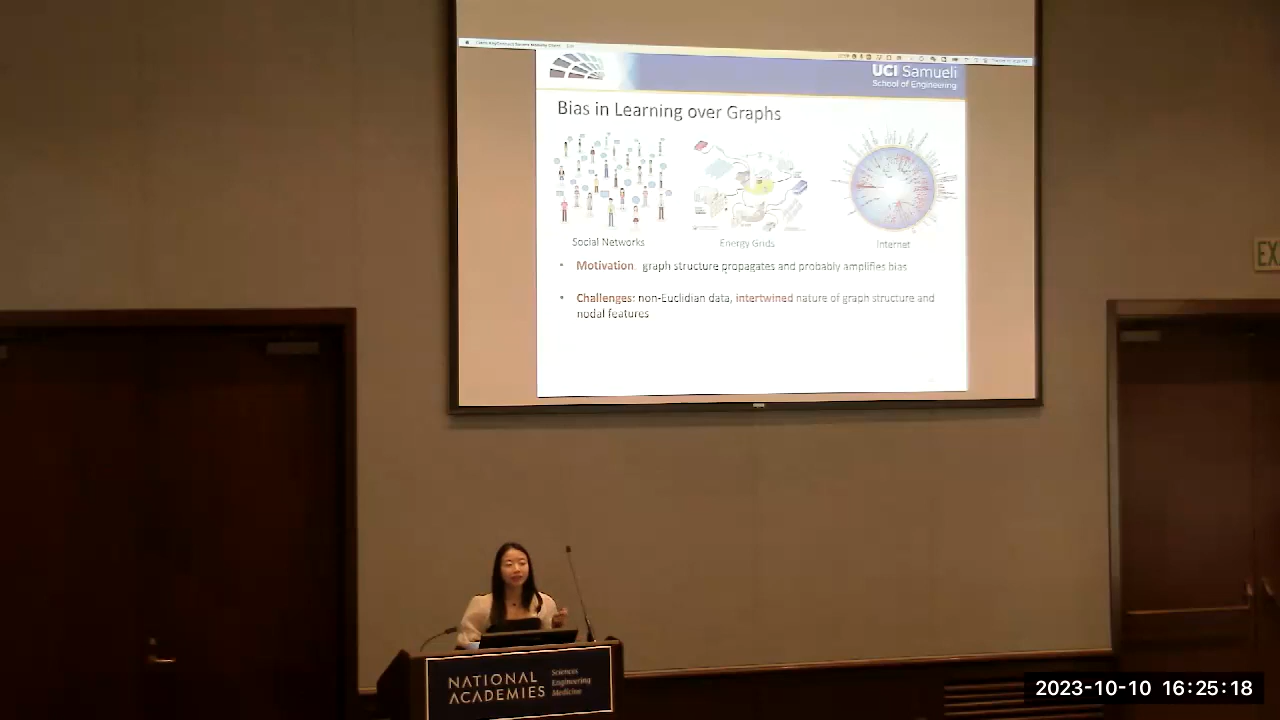 UCI Samueli
School of Engineering
Bias in Learning over Graphs
Social Networks
Energy Grids
Internet
• Motivation: graph structure propagates and probably amplifies bias
• Challenges: non-Euclidian data, intertwined nature of graph structure and
nodal features
EX
NATIONAL
ACADEMIES
Sciences
Engineering
Medicine
2023-10-10 16:25:18